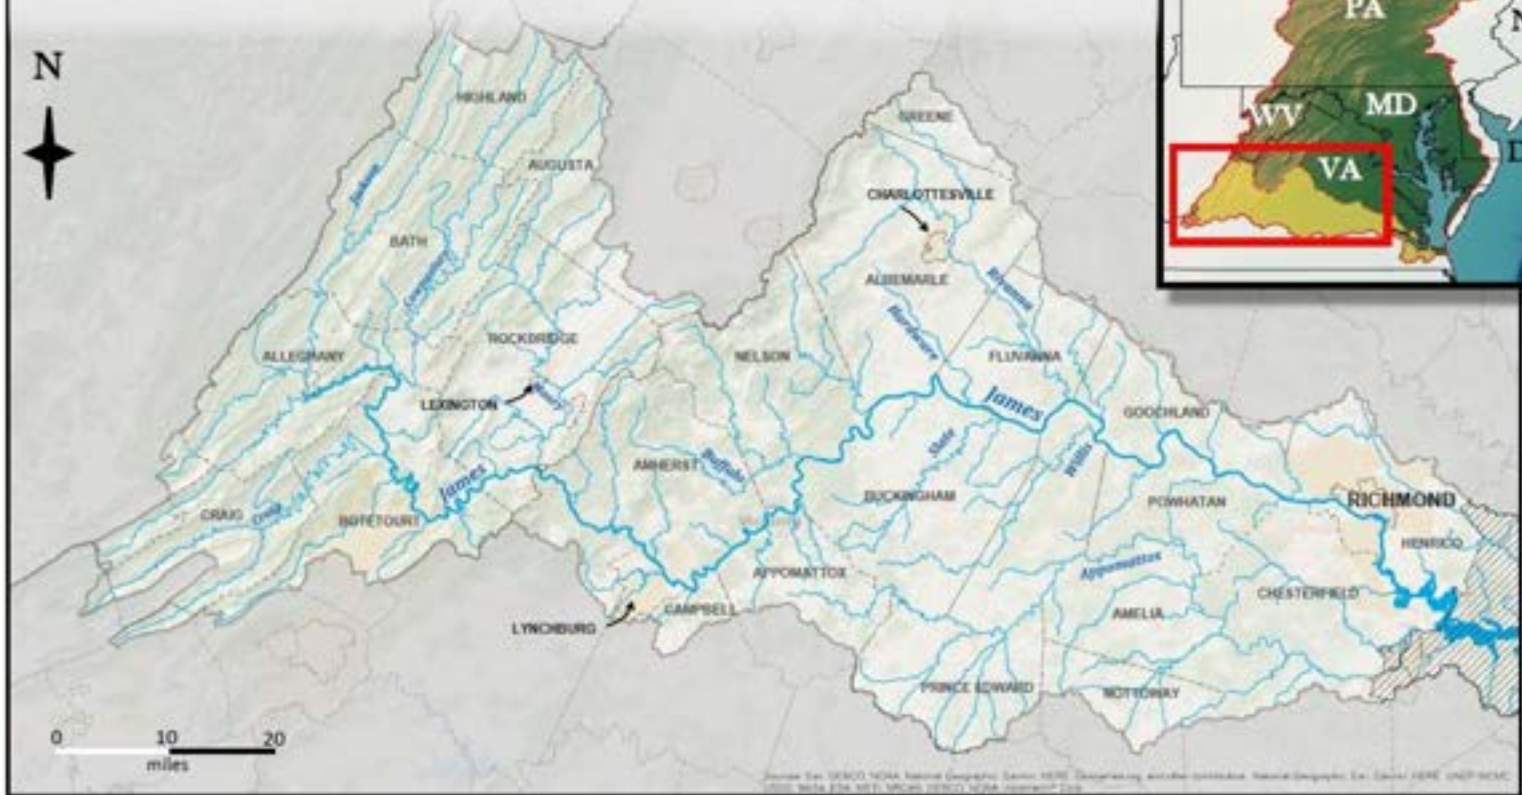 N
PA
WV
MD
VA
HIGHLAND
AUGUSTA
Jackson
BATH
Cowpasture
ALLEGHANY
ROCKBRIDGE
LEXINGTON
Maury
CRAIG
Craig
BOTETOURT
James
AMHERST
Buffalo
LYNCHBURG
CAMPBELL
APPOMATTOX
NELSON
GREENE
CHARLOTTESVILLE
ALBEMARLE
Rivanna
Hardware
FLUVANNA
James
GOOCHLAND
Slate
Willis
BUCKINGHAM
POWHATAN
RICHMOND
HENRICO
Appomattox
CHESTERFIELD
AMELIA
PRINCE EDWARD
NOTTOWAY
0 10 20
miles